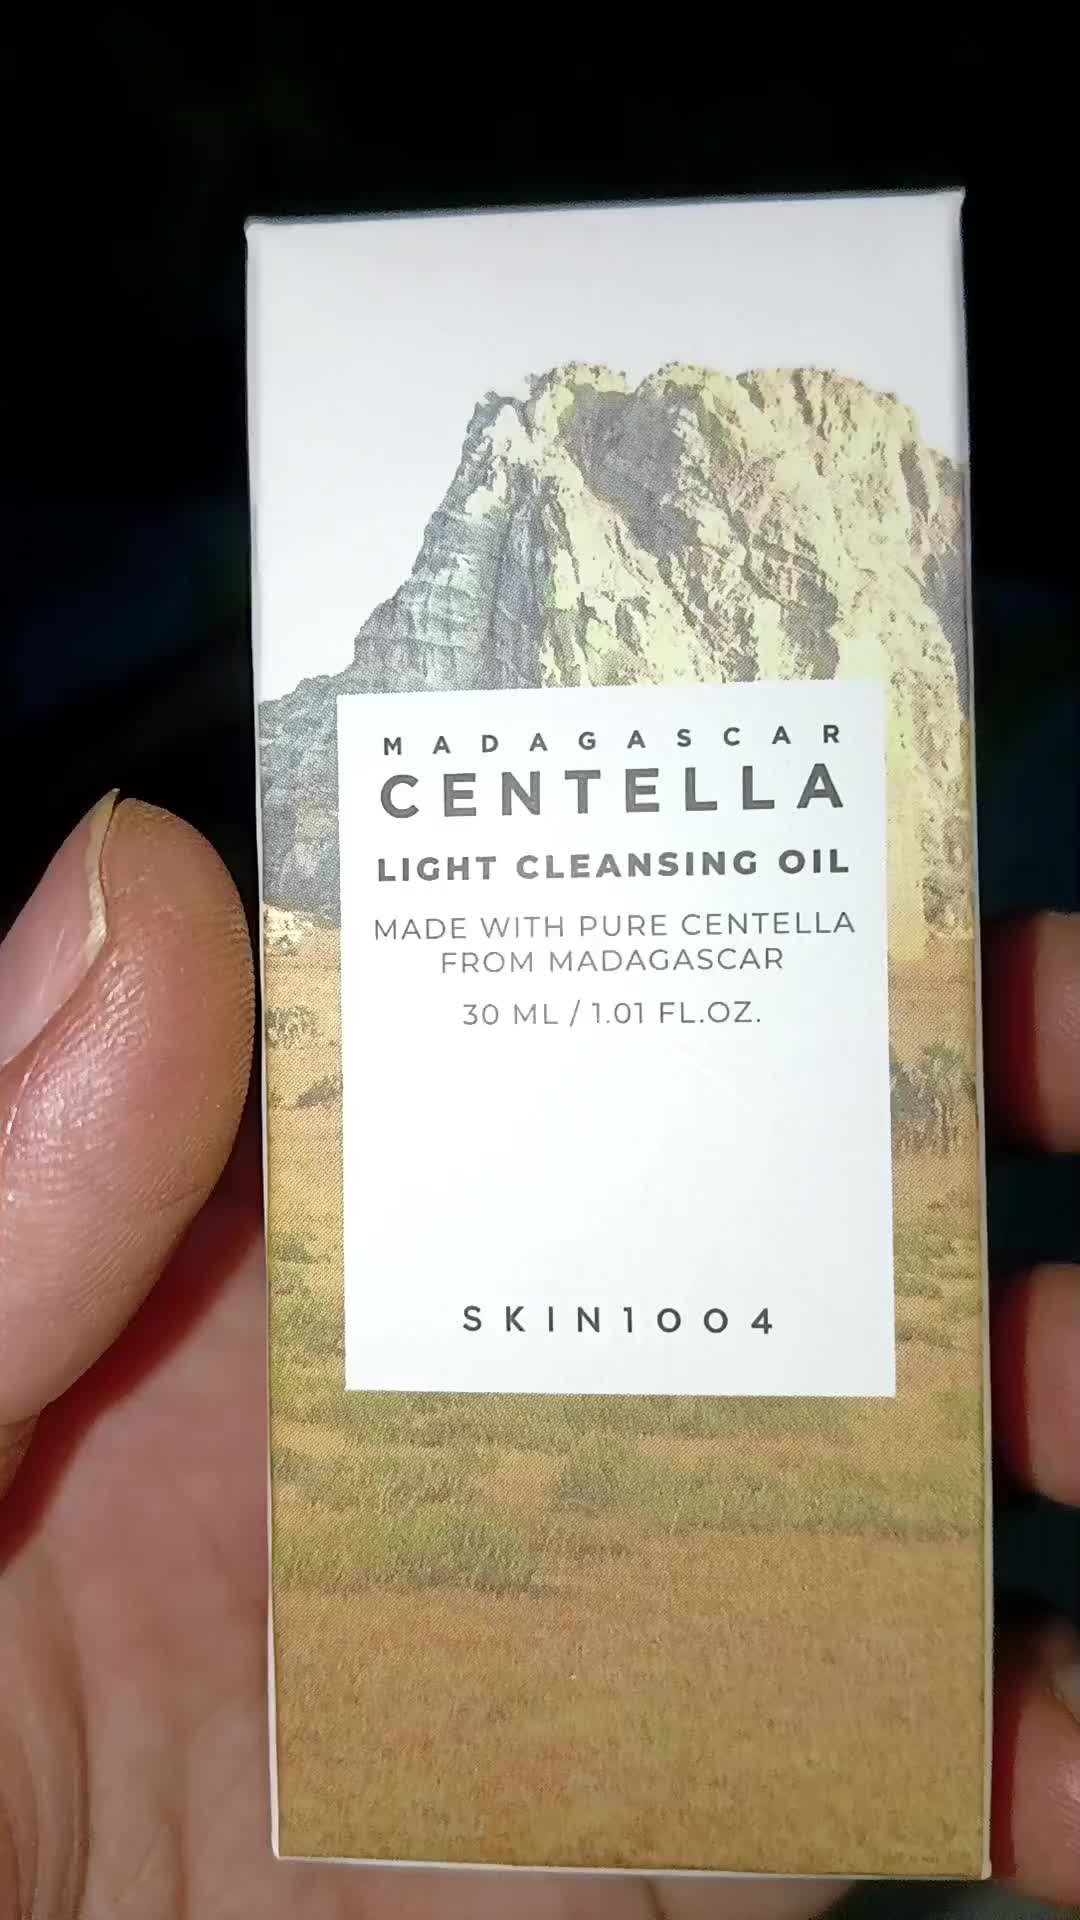 MADAGASCAR
CENTELLA
LIGHT CLEANSING OIL
MADE WITH PURE CENTELLA
FROM MADAGASCAR
30 ML / 1.01 FL.OZ.
SKIN1004